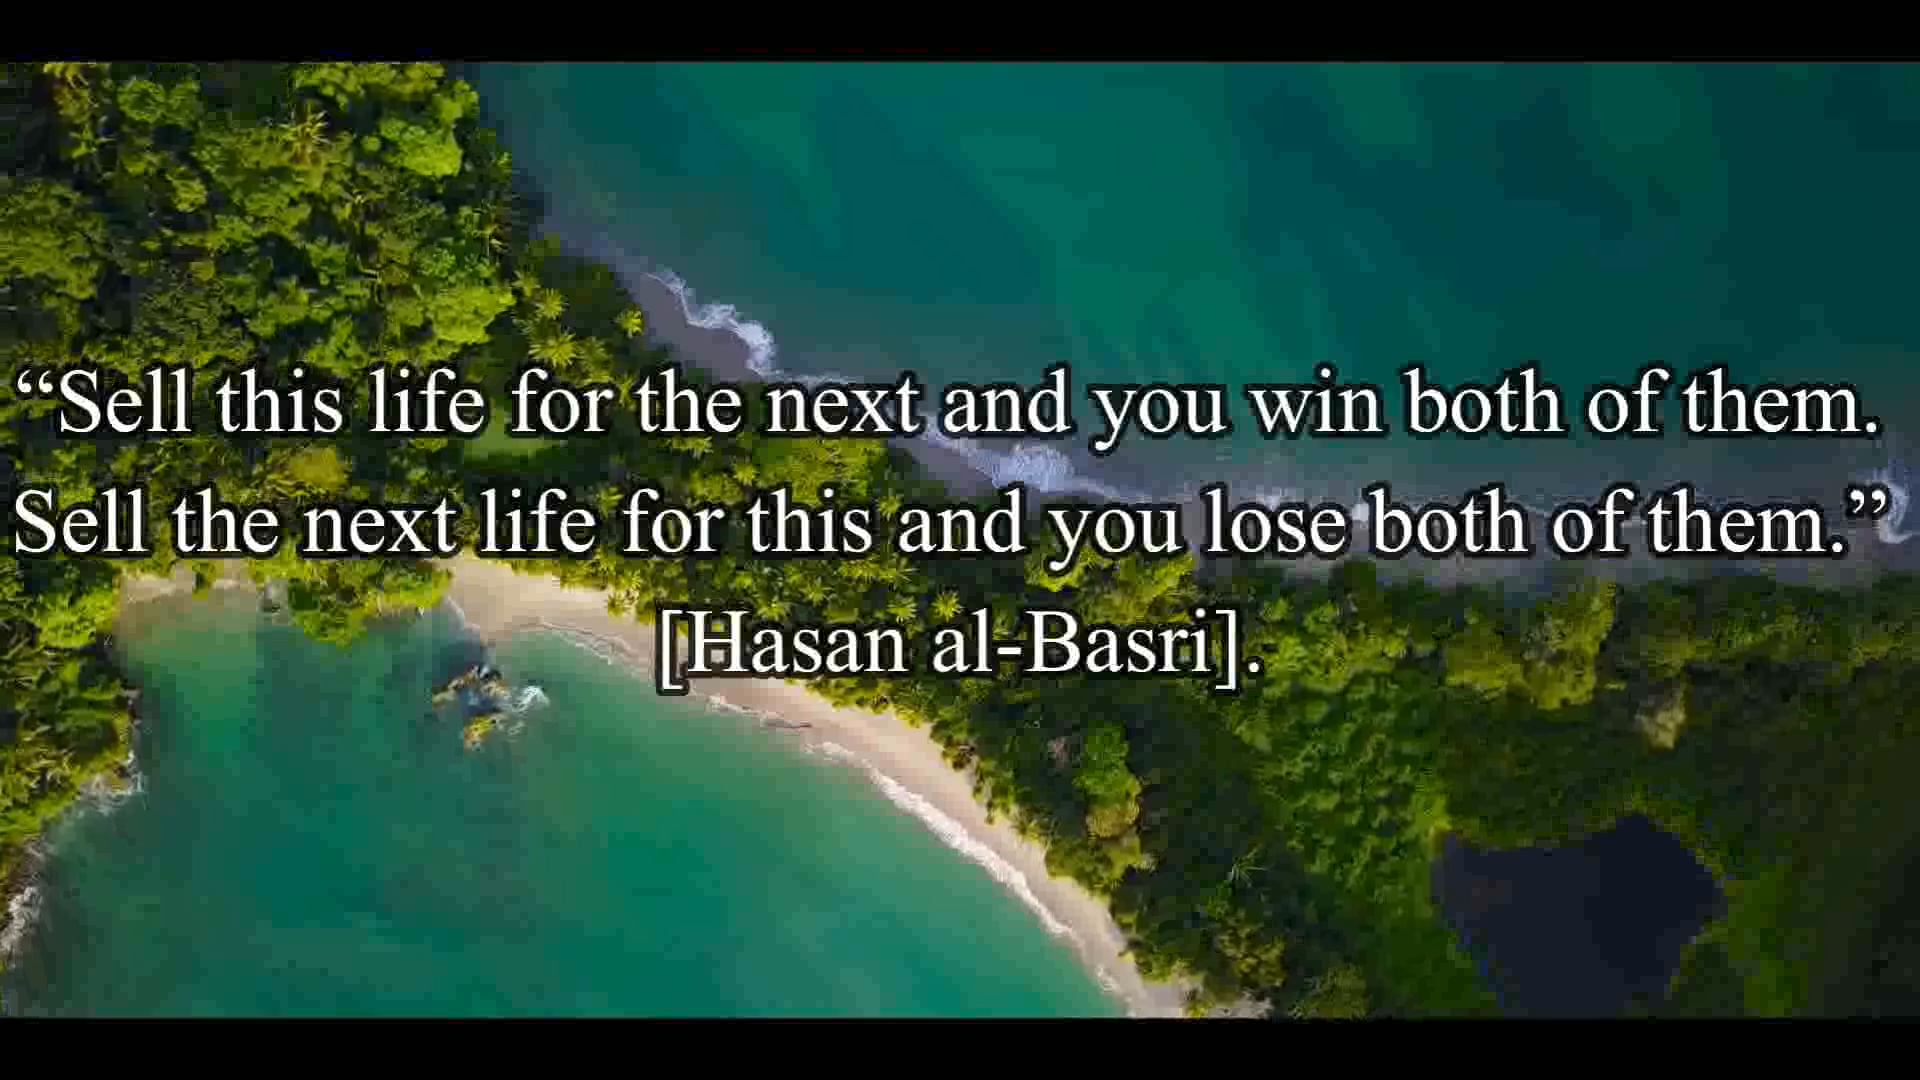 “Sell this life for the next and you win both of them.
Sell the next life for this and you lose both of them.”
[Hasan al-Basri].